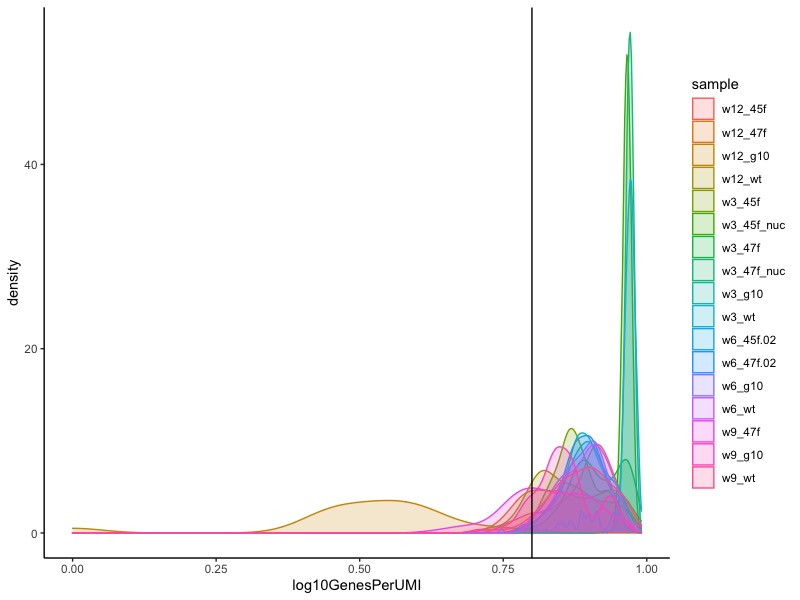 density
40
20
0
0.00
0.25
0.50
0.75
1.00
log10GenesPerUMI
sample
w12_45f
w12_47f
w12_g10
w12_wt
w3_45f
w3_45f_nuc
w3_47f
w3_47f_nuc
w3_g10
w3_wt
w6_45f.02
w6_47f.02
w6_g10
w6_wt
w9_47f
w9_g10
w9_wt